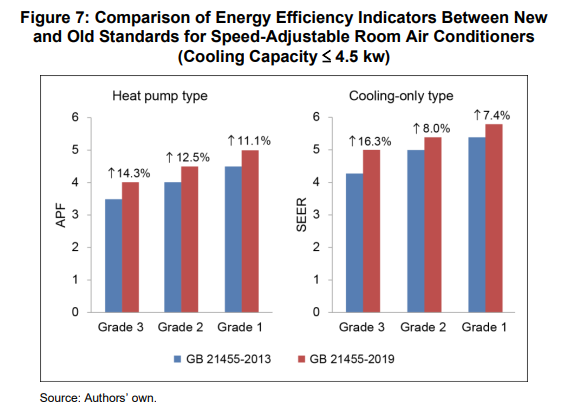 Figure 7: Comparison of Energy Efficiency Indicators Between New
and Old Standards for Speed-Adjustable Room Air Conditioners
(Cooling Capacity ≤ 4.5 kw)
Heat pump type
APF
6
5
4
3
2
1
0
↑14.3%
↑12.5%
↑11.1%
Grade 3 Grade 2 Grade 1
Cooling-only type
SEER
6
5
4
3
2
1
0
↑16.3%
↑8.0%
↑7.4%
Grade 3 Grade 2 Grade 1
GB 21455-2013 GB 21455-2019
Source: Authors' own.